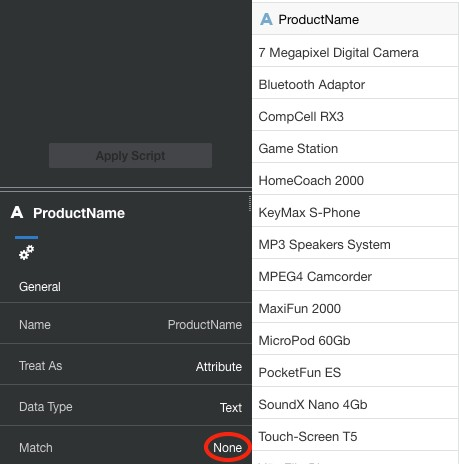 Apply Script
A ProductName
General
Name ProductName
Treat As Attribute
Data Type Text
Match None
A ProductName
7 Megapixel Digital Camera
Bluetooth Adaptor
CompCell RX3
Game Station
HomeCoach 2000
KeyMax S-Phone
MP3 Speakers System
MPEG4 Camcorder
MaxiFun 2000
MicroPod 60Gb
PocketFun ES
SoundX Nano 4Gb
Touch-Screen T5